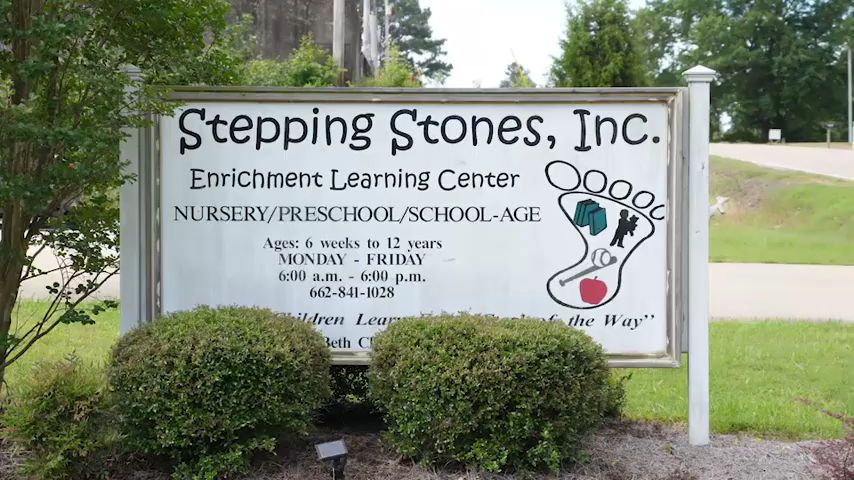 Stepping Stones, Inc.
Enrichment Learning Center
NURSERY/PRESCHOOL/SCHOOL-AGE
Ages: 6 weeks to 12 years
MONDAY - FRIDAY
6:00 a.m. - 6:00 p.m.
662-841-1028
Children of the Way"
Beth